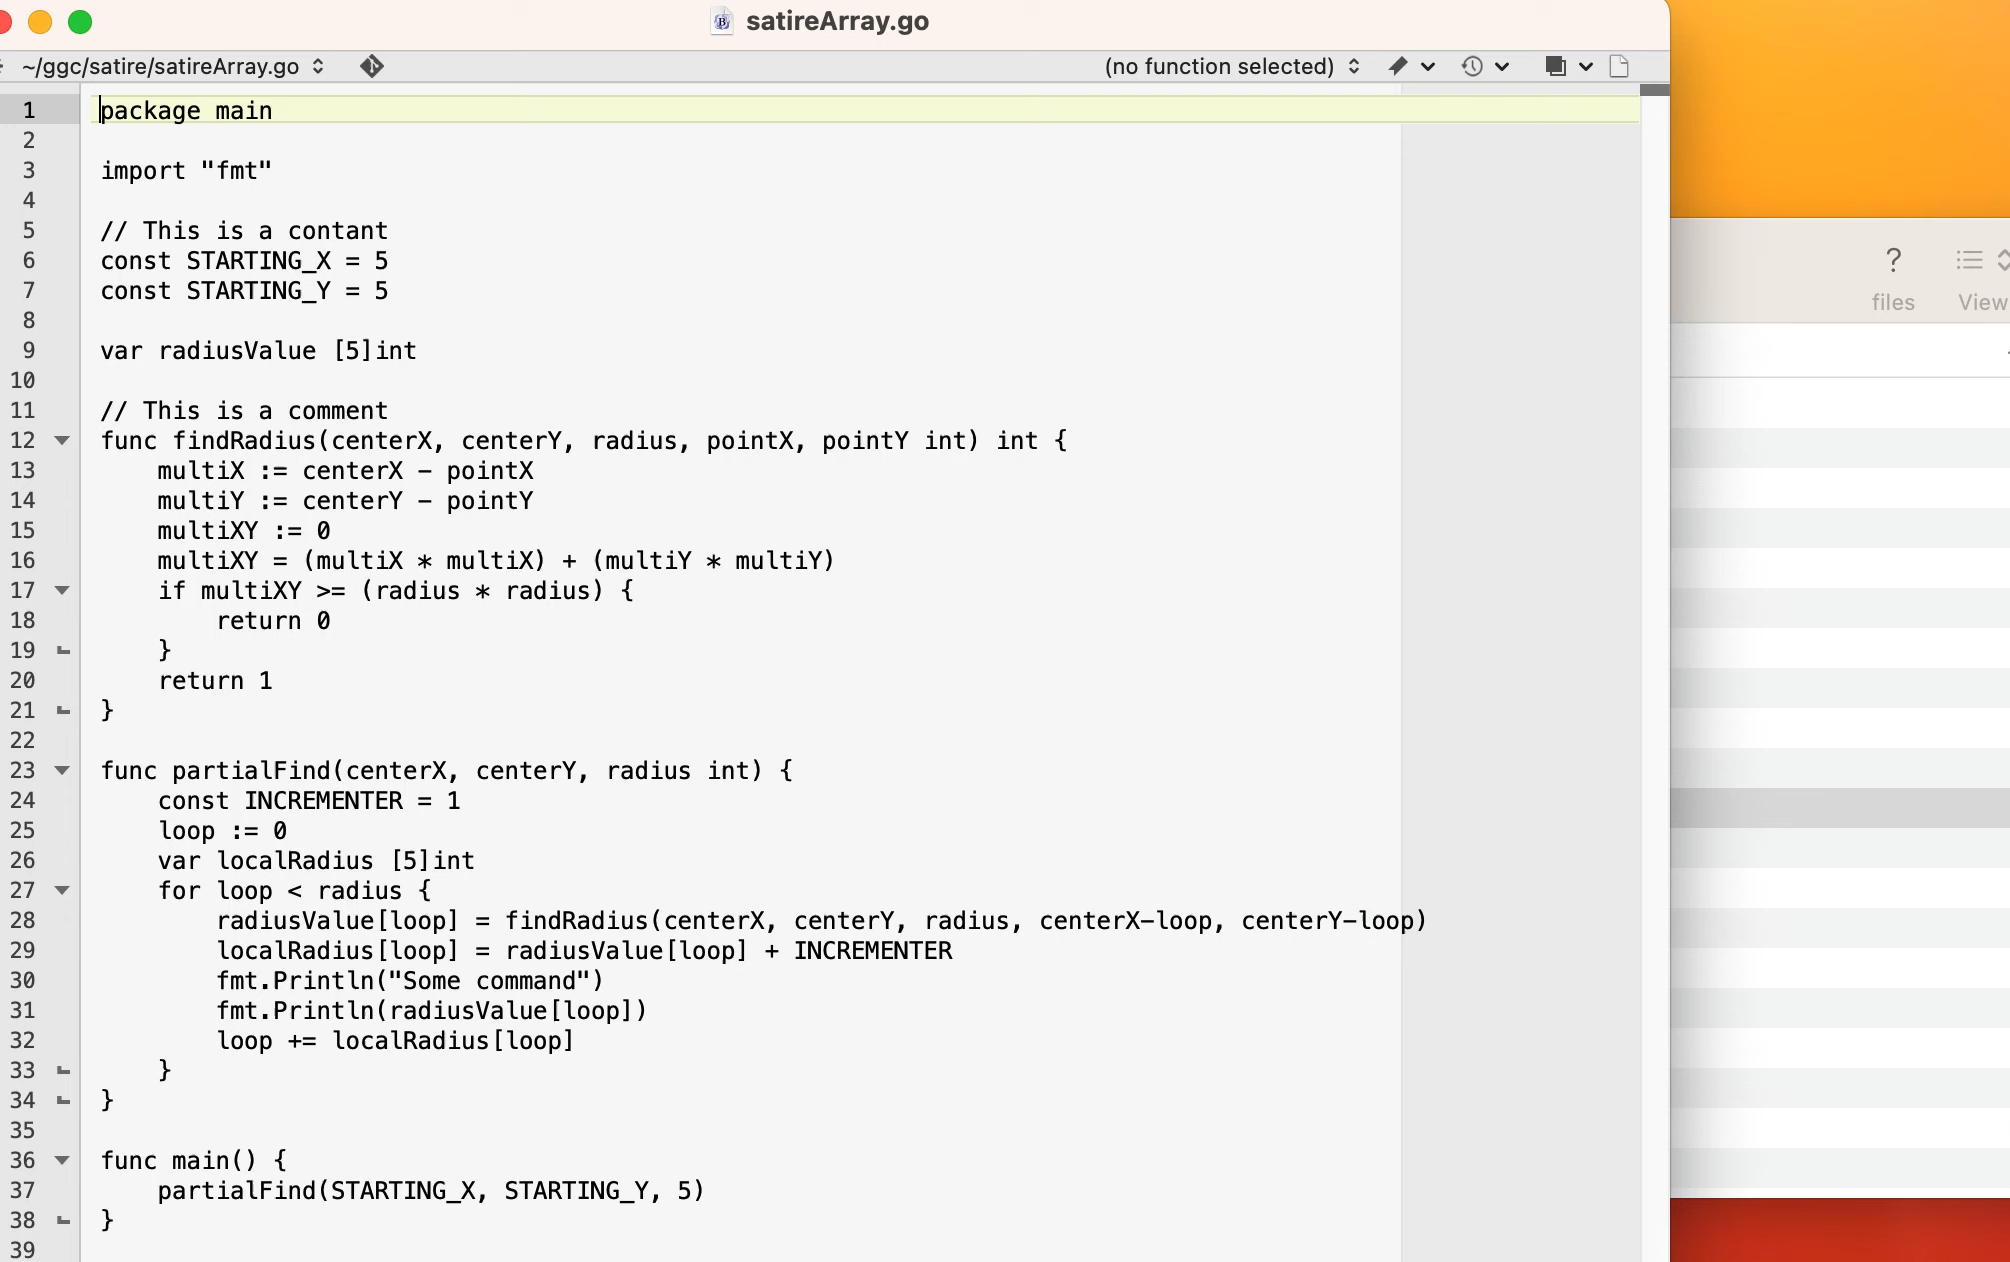 satireArray.go
~/ggc/satire/satireArray.go
(no function selected)
1 package main
2
3 import "fmt"
4
5 // This is a contant
6 const STARTING_X = 5
7 const STARTING_Y = 5
8
9 var radiusValue [5]int
10
11 // This is a comment
12 func findRadius(centerX, centerY, radius, pointX, pointY int) int {
13     multiX := centerX - pointX
14     multiY := centerY - pointY
15     multiXY := 0
16     multiXY = (multiX * multiX) + (multiY * multiY)
17     if multiXY >= (radius * radius) {
18         return 0
19     }
20     return 1
21 }
22
23 func partialFind(centerX, centerY, radius int) {
24     const INCREMENTER = 1
25     loop := 0
26     var localRadius [5]int
27     for loop < radius {
28         radiusValue[loop] = findRadius(centerX, centerY, radius, centerX-loop, centerY-loop)
29         localRadius[loop] = radiusValue[loop] + INCREMENTER
30         fmt.Println("Some command")
31         fmt.Println(radiusValue[loop])
32         loop += localRadius[loop]
33     }
34 }
35
36 func main() {
37     partialFind(STARTING_X, STARTING_Y, 5)
38 }
39
?
files View